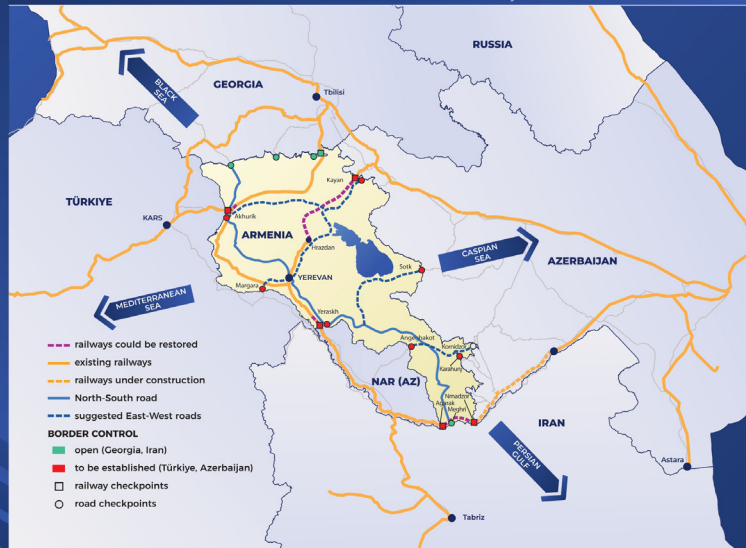 RUSSIA
GEORGIA
BLACK
SEA
Tbilisi
Kayan
TÜRKIYE
Akhurik
KARS
ARMENIA
Hrazdan
CASPIAN
SEA
Sotk
AZERBAIJAN
YEREVAN
Margara
MEDITERRANEAN
SEA
Yeraskh
Angeghakot
Kornidzor
Karahunj
NAR (AZ)
Nrnadzor
Agarak
Meghri
IRAN
PERSIAN
GULF
Astara
Tabriz
railways could be restored
existing railways
railways under construction
North-South road
suggested East-West roads
BORDER CONTROL
open (Georgia, Iran)
to be established (Türkiye, Azerbaijan)
railway checkpoints
road checkpoints